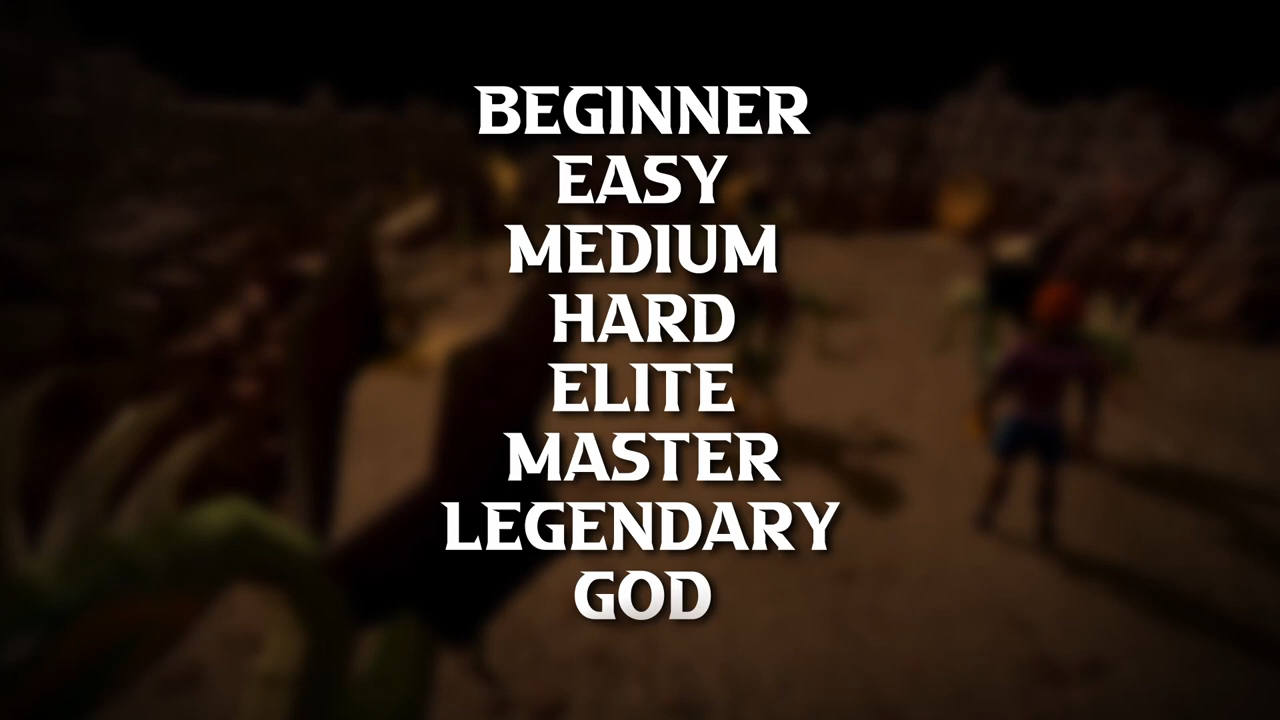 BEGINNER
EASY
MEDIUM
HARD
ELITE
MASTER
LEGENDARY
GOD